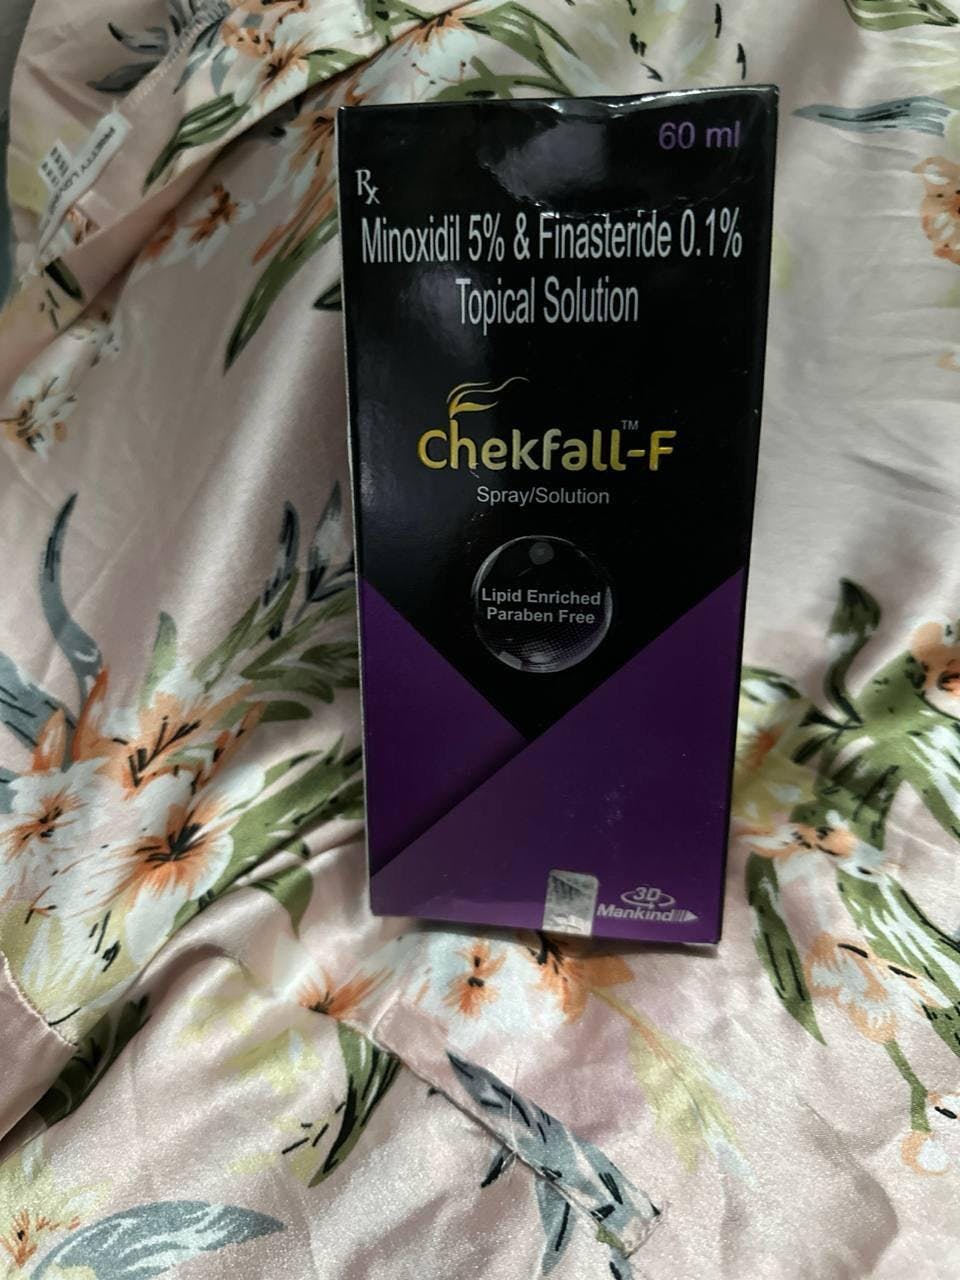 60 ml
Rx
Minoxidil 5% & Finasteride 0.1%
Topical Solution
Chekfall-F™
Spray/Solution
Lipid Enriched
Paraben Free
3D
Mankind